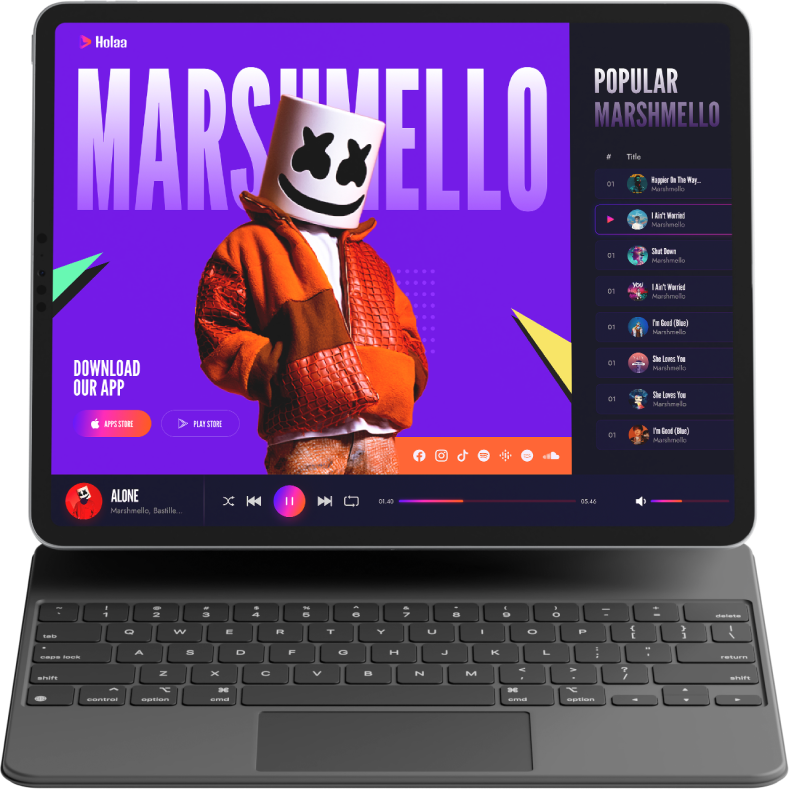 Holaa
MARSHMELLO
DOWNLOAD
OUR APP
APPS STORE
PLAY STORE
POPULAR
MARSHMELLO
# Title
01 Happier On The Way...
Marshmello
I Ain't Worried
Marshmello
01 Shut Down
Marshmello
01 I Ain't Worried
Marshmello
01 I'm Good (Blue)
Marshmello
01 She Loves You
Marshmello
01 She Loves You
Marshmello
01 I'm Good (Blue)
Marshmello
ALONE
Marshmello, Bastille...
01.40
05.46
~ ! @ # $ % ^ & * ( ) — + delete
1 2 3 4 5 6 7 8 9 0
tab Q W E R T Y U I O P { } |
[ ] \
caps lock A S D F G H J K L : " return
; '
shift Z X C V B N M < > ? shift
, . /
control option cmd cmd option